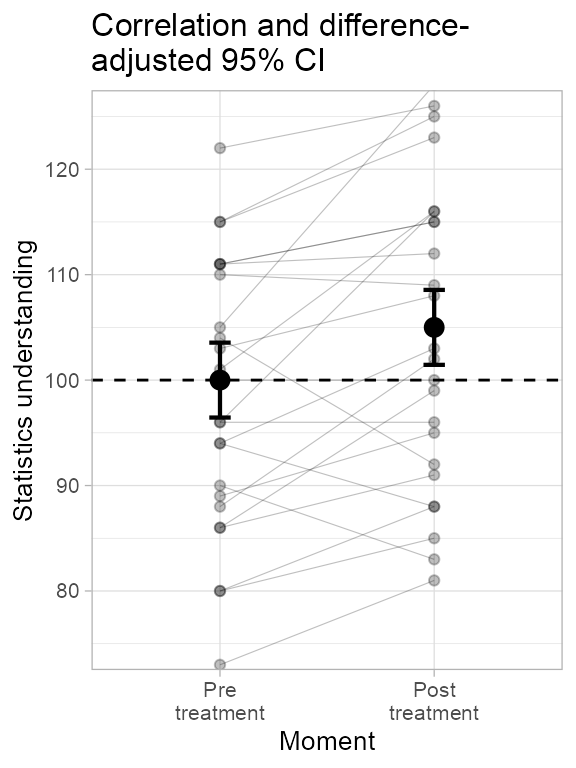 Correlation and difference-
adjusted 95% CI
Statistics understanding
120
110
100
90
80
Pre
treatment
Post
treatment
Moment